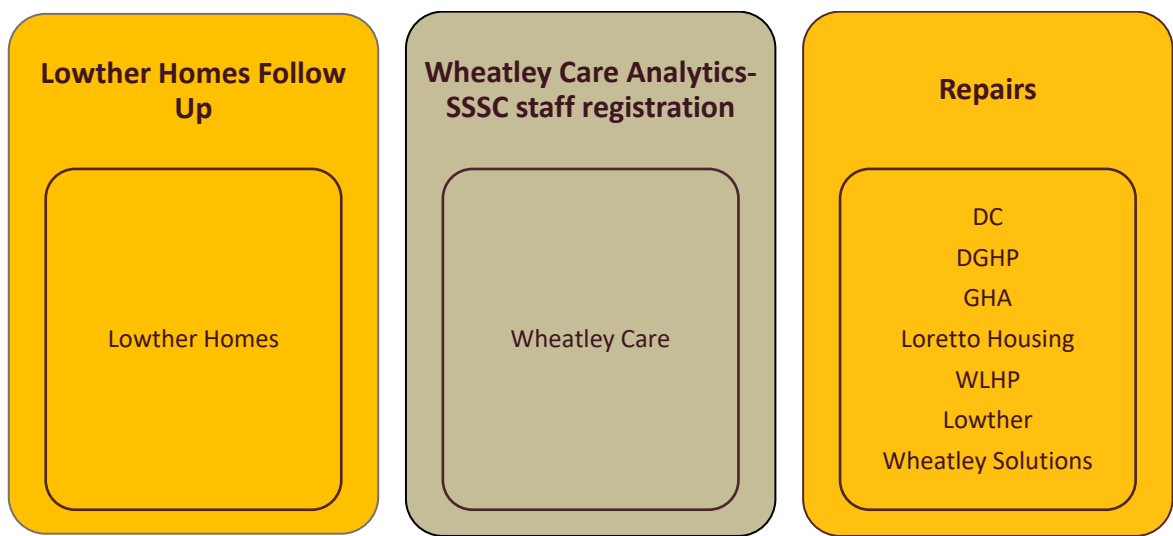 Lowther Homes Follow
Up
Lowther Homes
Wheatley Care Analytics-
SSSC staff registration
Wheatley Care
Repairs
DC
DGHP
GHA
Loretto Housing
WLHP
Lowther
Wheatley Solutions